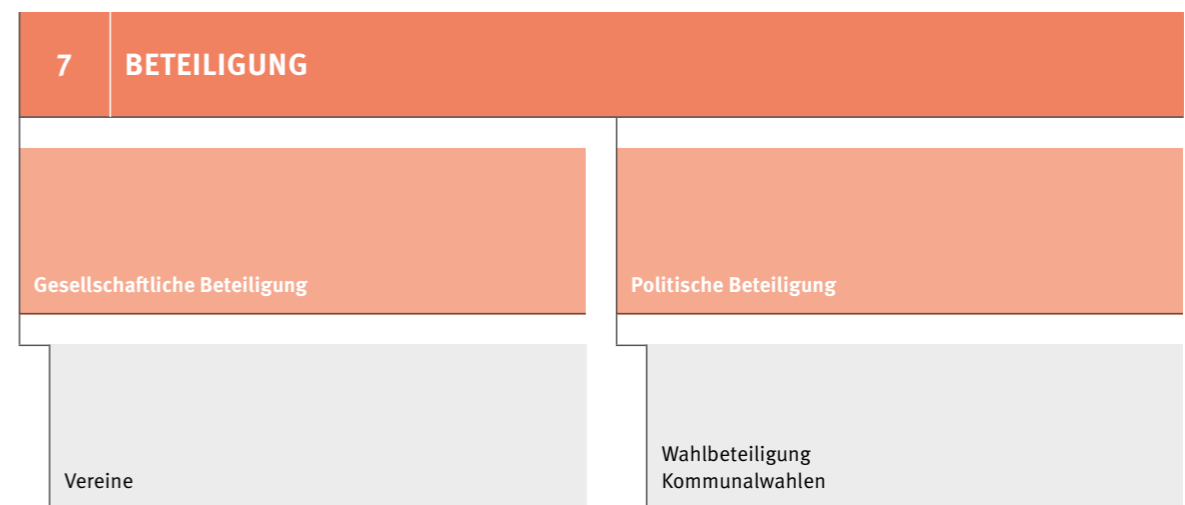 7 BETEILIGUNG
Gesellschaftliche Beteiligung
Politische Beteiligung
Vereine
Wahlbeteiligung
Kommunalwahlen